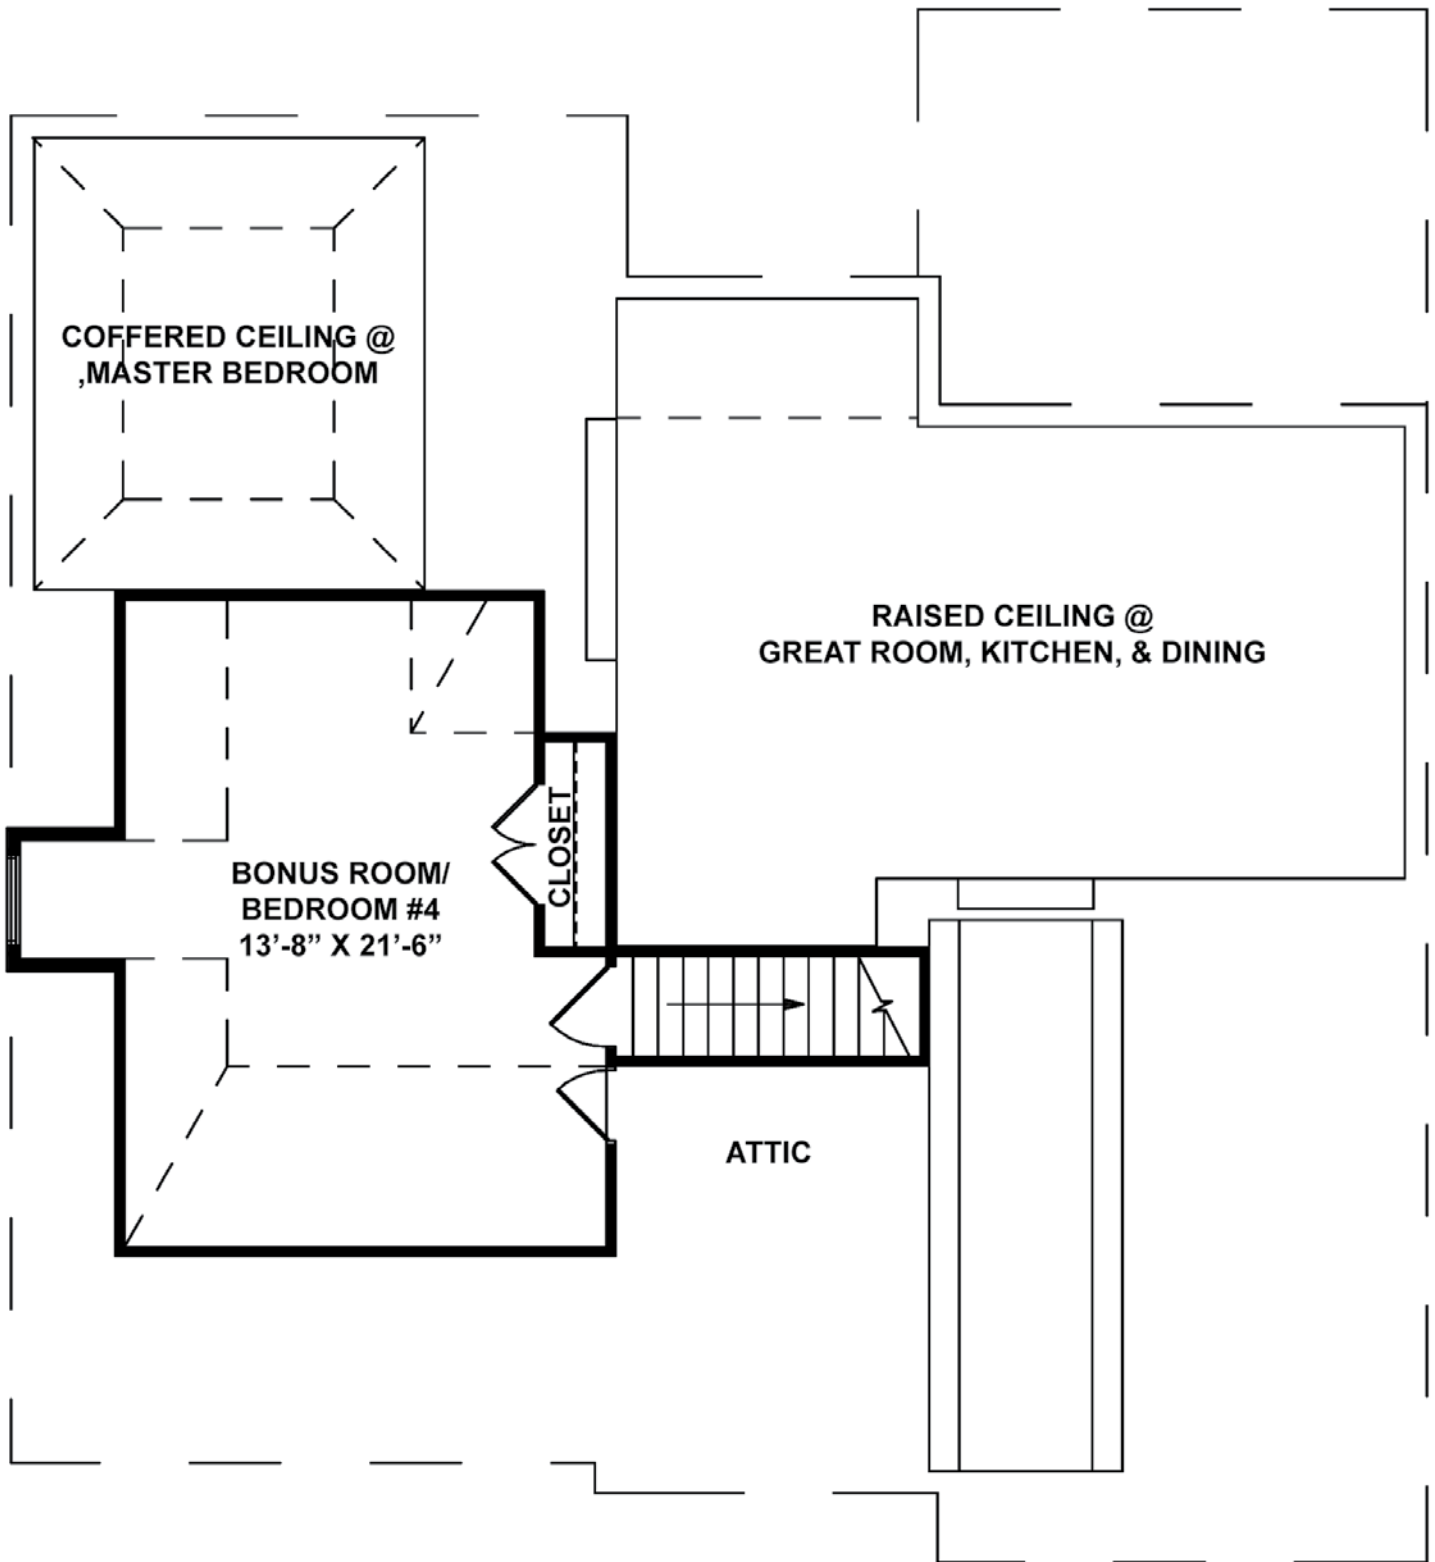 COFFERED CEILING @
,MASTER BEDROOM
RAISED CEILING @
GREAT ROOM, KITCHEN, & DINING
CLOSET
BONUS ROOM/
BEDROOM #4
13’-8” X 21’-6”
ATTIC